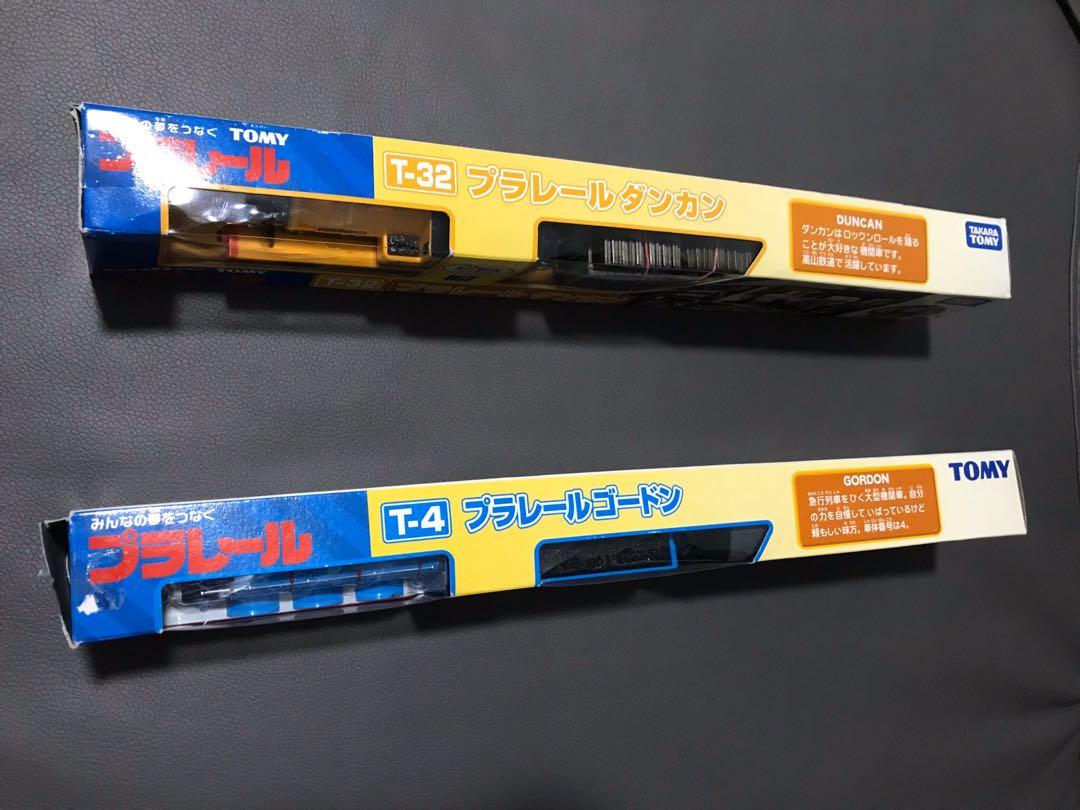 の夢をつなぐ TOMY
プラレール
T-32 プラレール ダンカン
DUNCAN
ダンカンはロックンロールを踊る
ことが大好きな機関車です。
高山鉄道で活躍しています。
TAKARA
TOMY
T-32
みんなの夢をつなぐ
プラレール
T-4 プラレールゴードン
GORDON
急行列車をひく大型機関車。自分
の力を自慢していばっているけど
頼もしい味方。車体番号は4。
TOMY